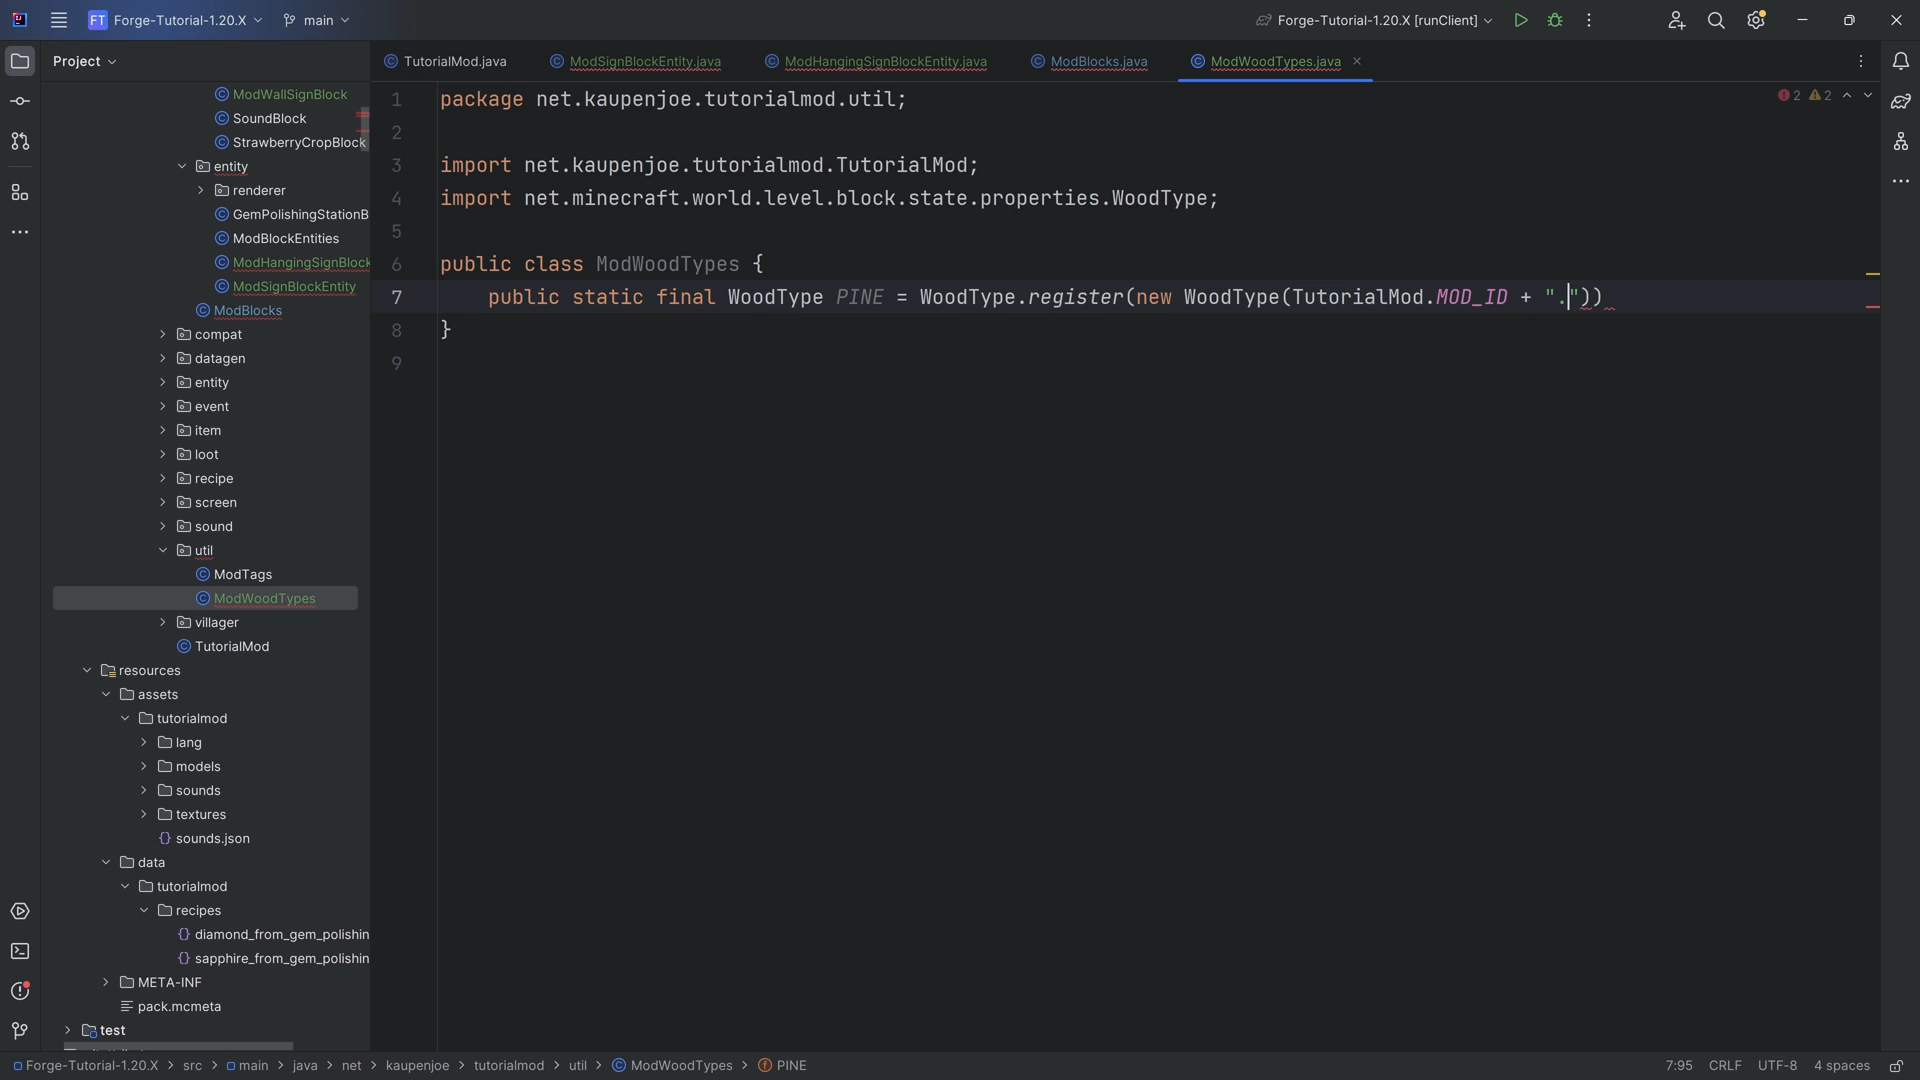 FT Forge-Tutorial-1.20.X main Forge-Tutorial-1.20.X [runClient]
Project
TutorialMod.java ModSignBlockEntity.java ModHangingSignBlockEntity.java ModBlocks.java ModWoodTypes.java
ModWallSignBlock
SoundBlock
StrawberryCropBlock
entity
renderer
GemPolishingStationB
ModBlockEntities
ModHangingSignBlock
ModSignBlockEntity
ModBlocks
compat
datagen
entity
event
item
loot
recipe
screen
sound
util
ModTags
ModWoodTypes
villager
TutorialMod
resources
assets
tutorialmod
lang
models
sounds
textures
sounds.json
data
tutorialmod
recipes
diamond_from_gem_polishin
sapphire_from_gem_polishin
META-INF
pack.mcmeta
test
2 2
1 package net.kaupenjoe.tutorialmod.util;
2
3 import net.kaupenjoe.tutorialmod.TutorialMod;
4 import net.minecraft.world.level.block.state.properties.WoodType;
5
6 public class ModWoodTypes {
7 public static final WoodType PINE = WoodType.register(new WoodType(TutorialMod.MOD_ID + "."))
8 }
9
Forge-Tutorial-1.20.X > src > main > java > net > kaupenjoe > tutorialmod > util > ModWoodTypes > PINE
7:95 CRLF UTF-8 4 spaces